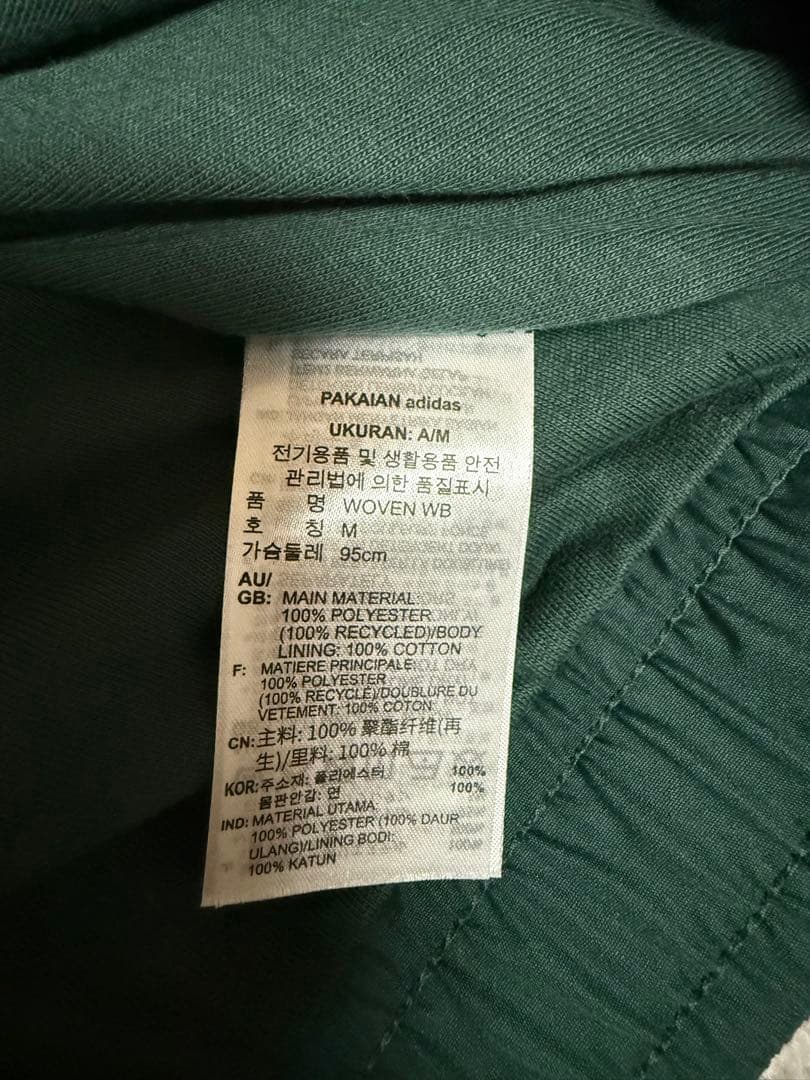 PAKAIAN adidas
UKURAN: A/M
전기용품 및 생활용품 안전
관리법에 의한 품질표시
품 명 WOVEN WB
호 칭 M
가슴둘레 95cm
AU/
GB: MAIN MATERIAL:
100% POLYESTER
(100% RECYCLED)/BODY
LINING: 100% COTTON
F: MATIERE PRINCIPALE:
100% POLYESTER
(100% RECYCLÉ)/DOUBLURE DU
VETEMENT: 100% COTON
CN: 主料: 100% 聚酯纤维(再
生)/里料: 100% 棉
KOR: 주소재: 폴리에스터 100%
몸판안감: 면 100%
IND: MATERIAL UTAMA:
100% POLYESTER (100% DAUR
ULANG)/LINING BODI:
100% KATUN